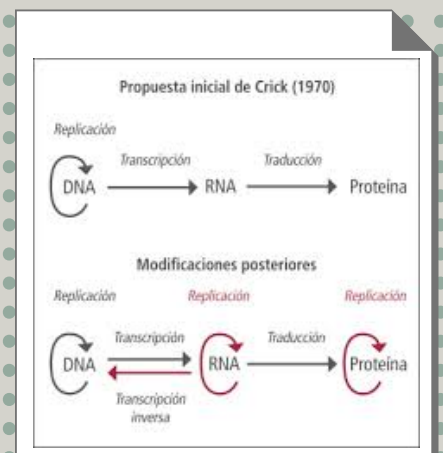 Propuesta inicial de Crick (1970)
Replicación
Transcripción
Traducción
DNA
RNA
Proteína
Modificaciones posteriores
Replicación
Replicación
Replicación
Transcripción
Traducción
DNA
RNA
Proteína
Transcripción
inversa